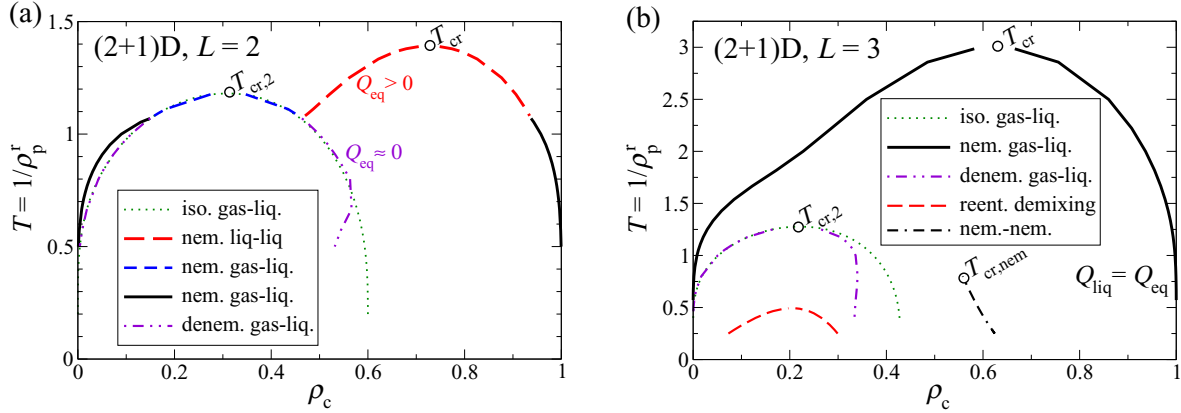 (a)
(2+1)D, L = 2
T = 1/ρ_p^r
1.5
1
0.5
0
T_cr,2
T_cr
Q_eq > 0
Q_eq ≈ 0
iso. gas-liq.
nem. liq-liq
nem. gas-liq.
nem. gas-liq.
denem. gas-liq.
0 0.2 0.4 0.6 0.8 1
ρ_c
(b)
(2+1)D, L = 3
T = 1/ρ_p^r
3
2.5
2
1.5
1
0.5
0
T_cr
iso. gas-liq.
nem. gas-liq.
denem. gas-liq.
reent. demixing
nem.-nem.
T_cr,2
T_cr,nem
Q_liq = Q_eq
0 0.2 0.4 0.6 0.8 1
ρ_c